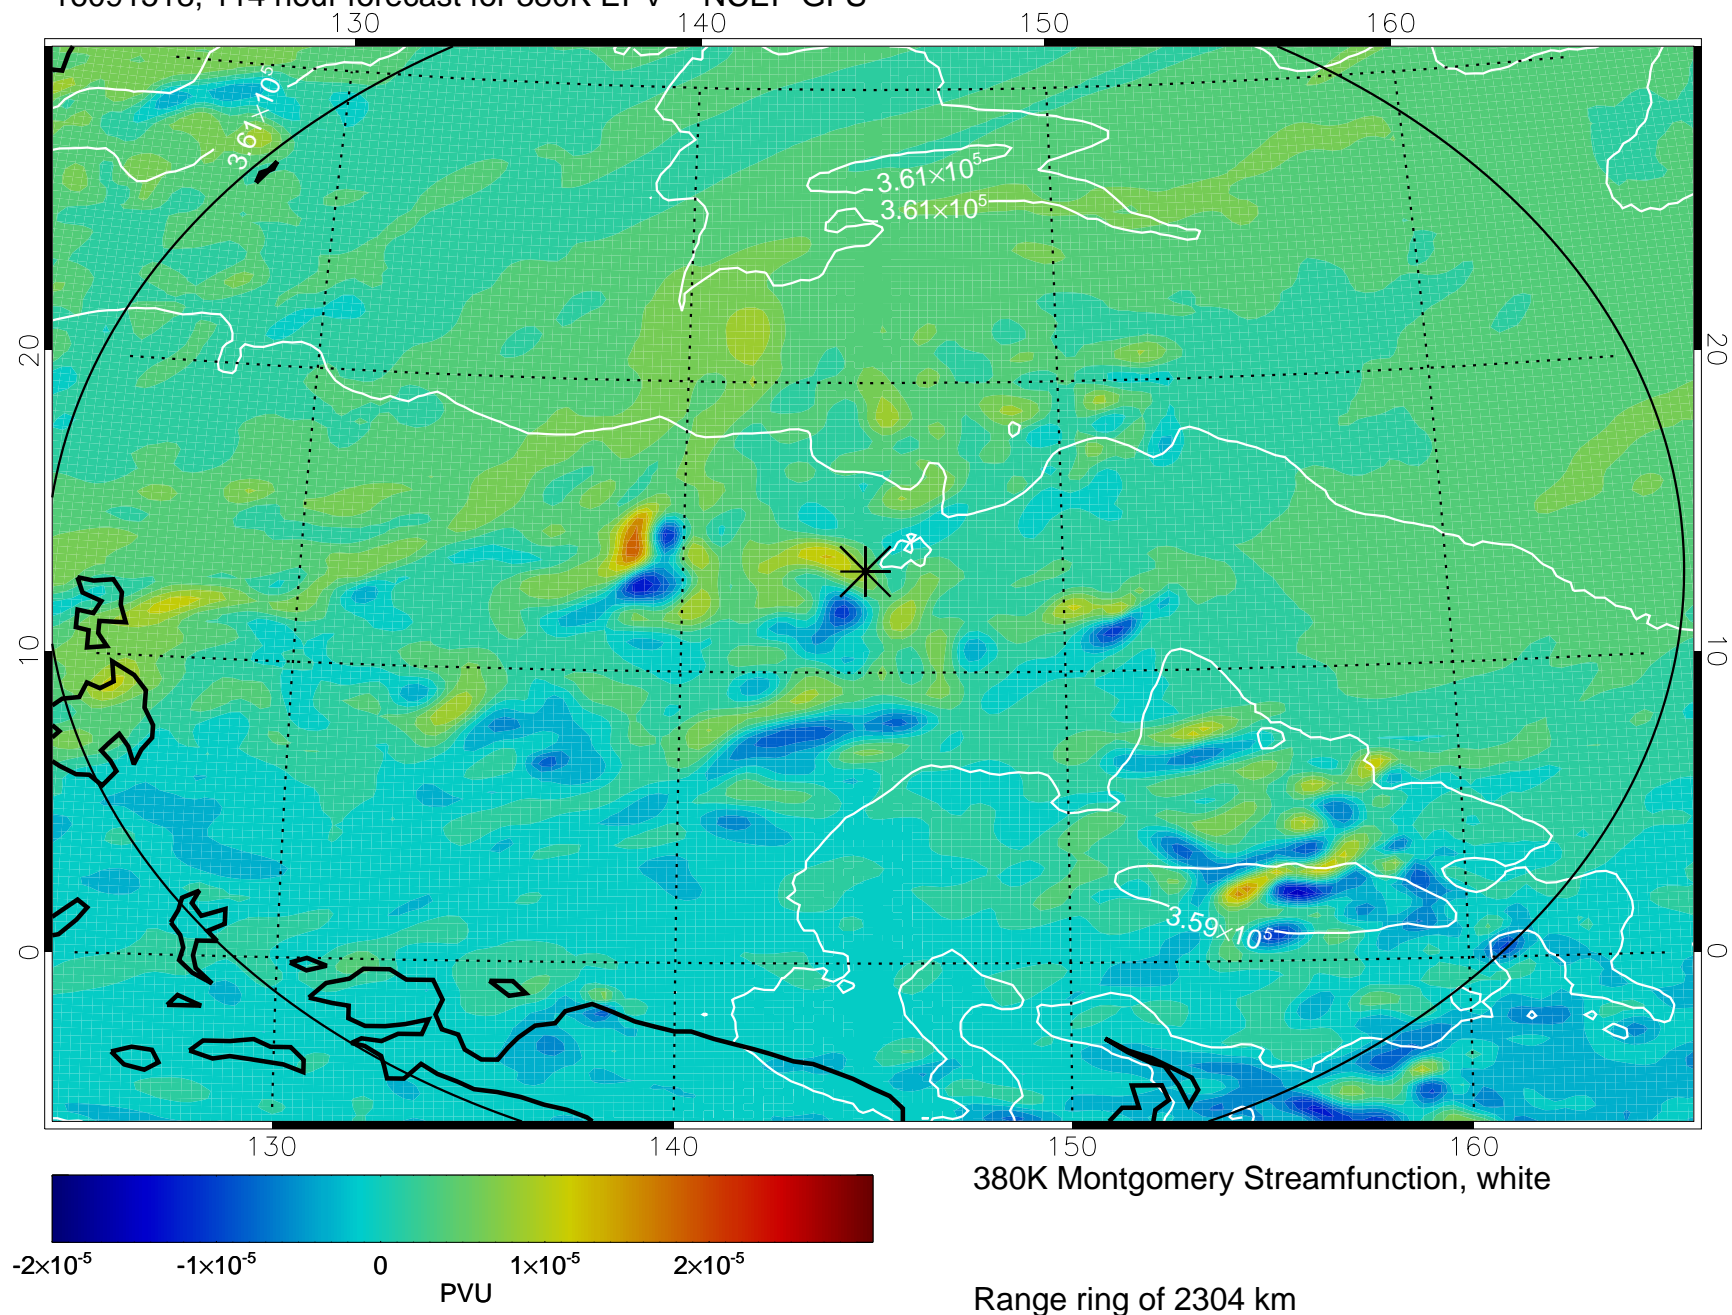 130 140 150 160
3.61×10⁵
3.61×10⁵
3.61×10⁵
20 20
10 10
3.59×10⁵
0 0
130 140 150 160
380K Montgomery Streamfunction, white
-2×10⁻⁵ -1×10⁻⁵ 0 1×10⁻⁵ 2×10⁻⁵
PVU
Range ring of 2304 km